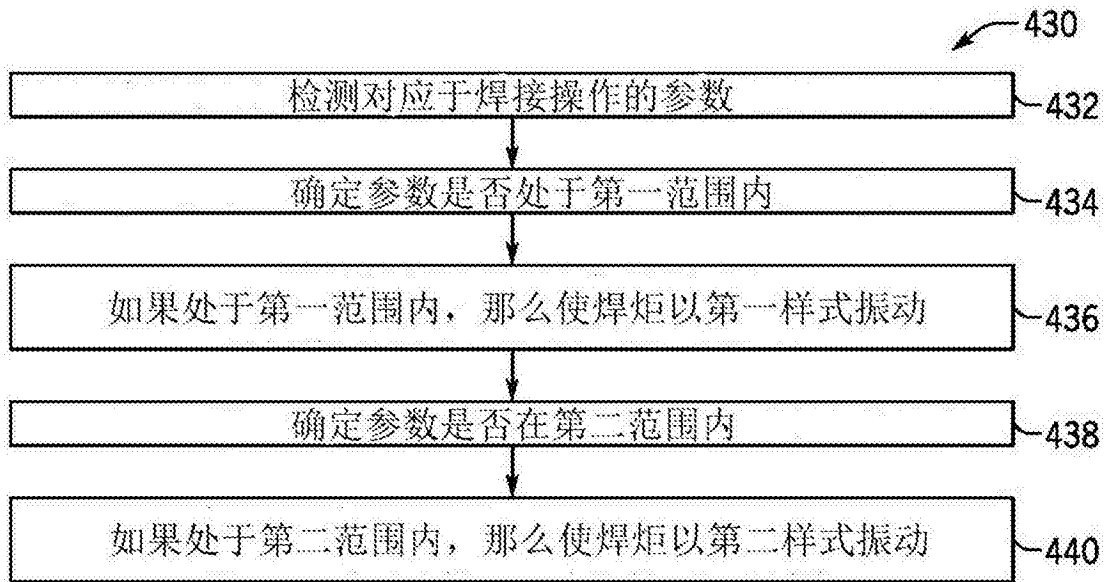 430
检测对应于焊接操作的参数
432
确定参数是否处于第一范围内
434
如果处于第一范围内，那么使焊炬以第一样式振动
436
确定参数是否在第二范围内
438
如果处于第二范围内，那么使焊炬以第二样式振动
440